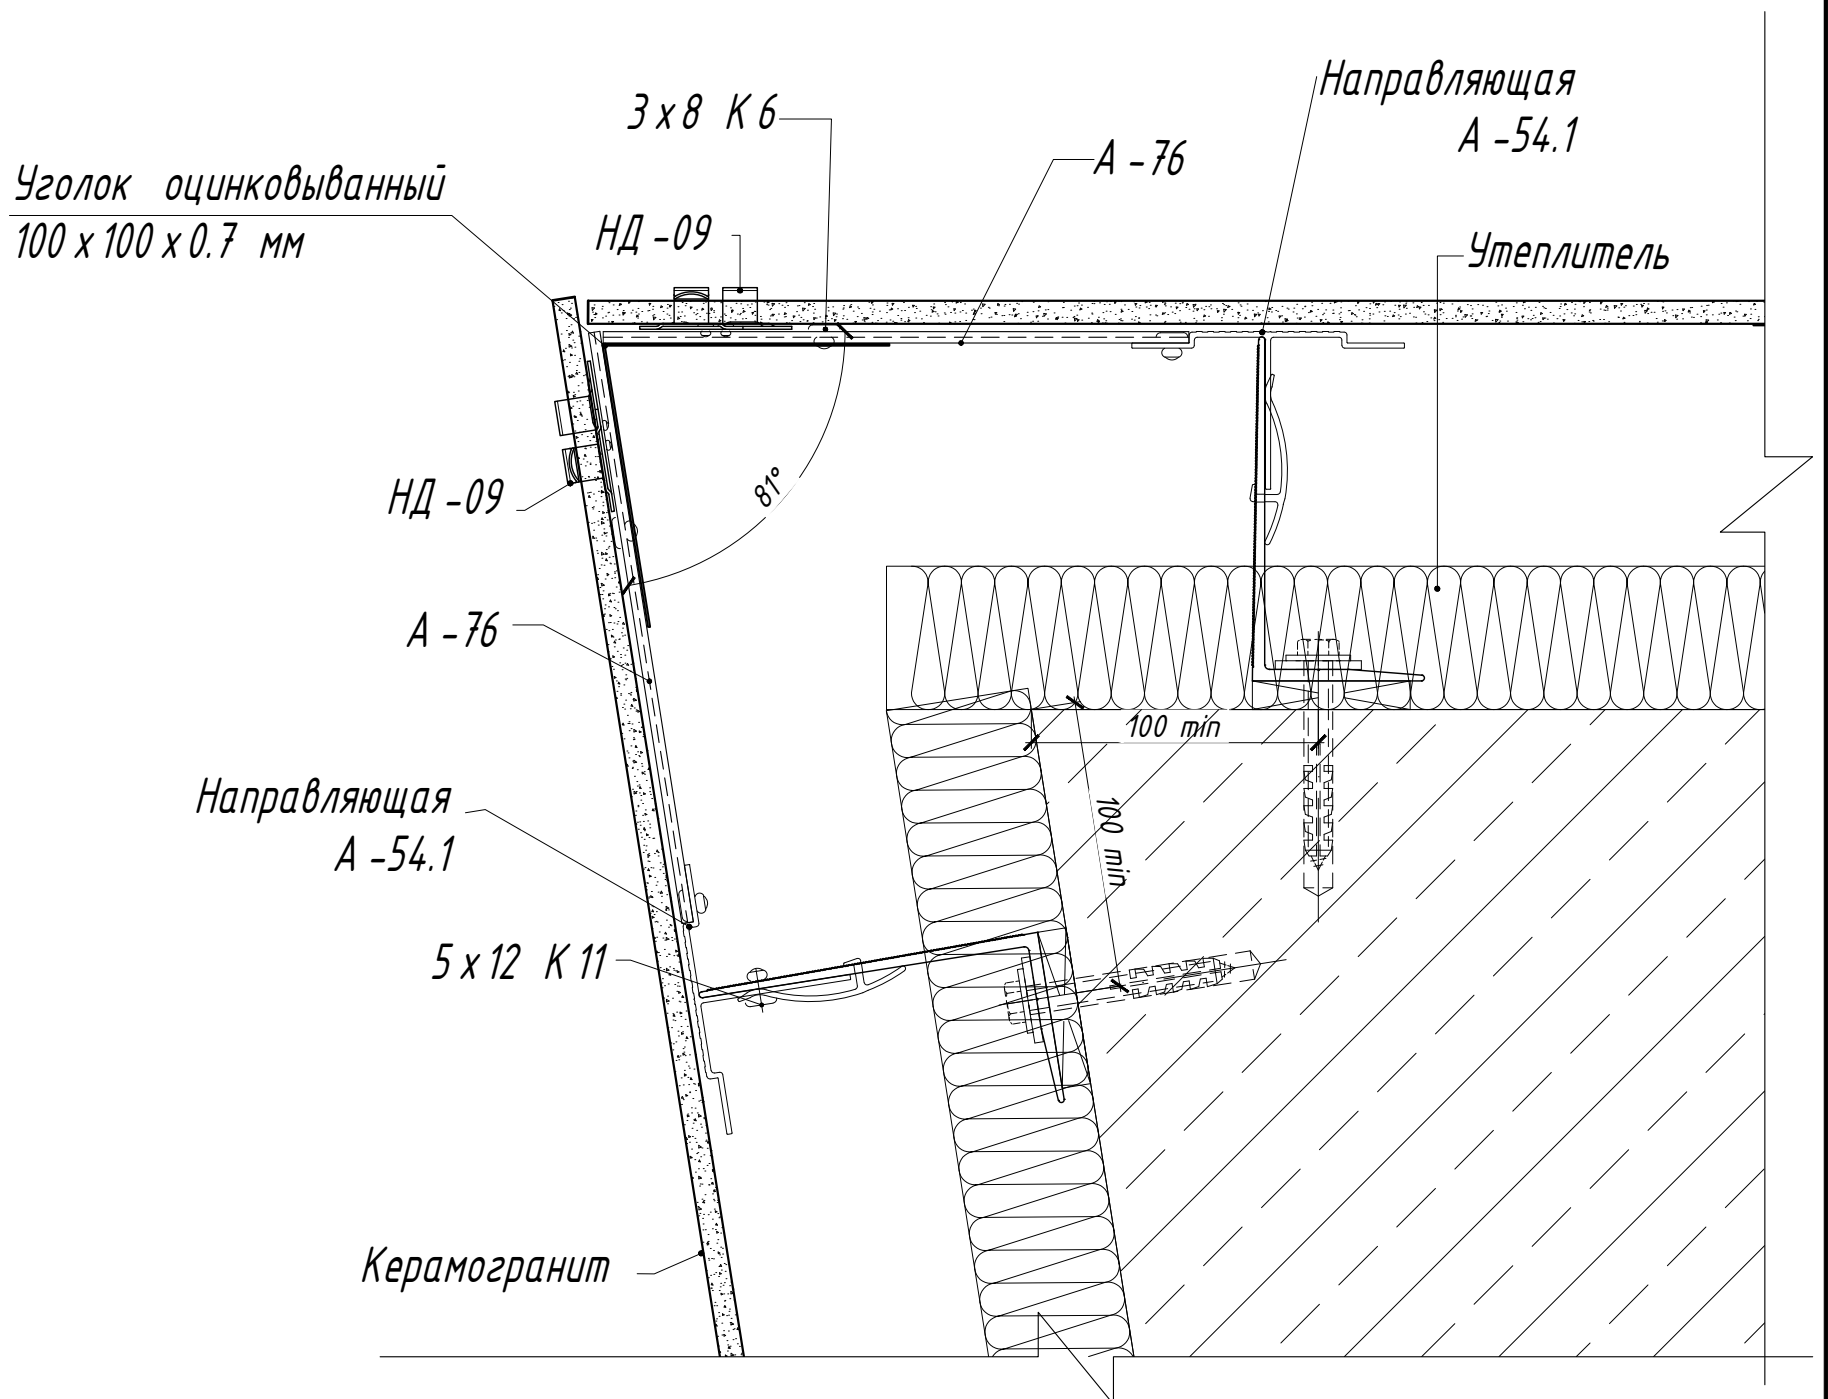 Направляющая
А -54.1
3 x 8 К 6
А -76
Уголок оцинковыванный
100 x 100 x 0.7 мм
НД -09
Утеплитель
81°
НД -09
А -76
100 min
100 min
Направляющая
А -54.1
5 x 12 К 11
Керамогранит